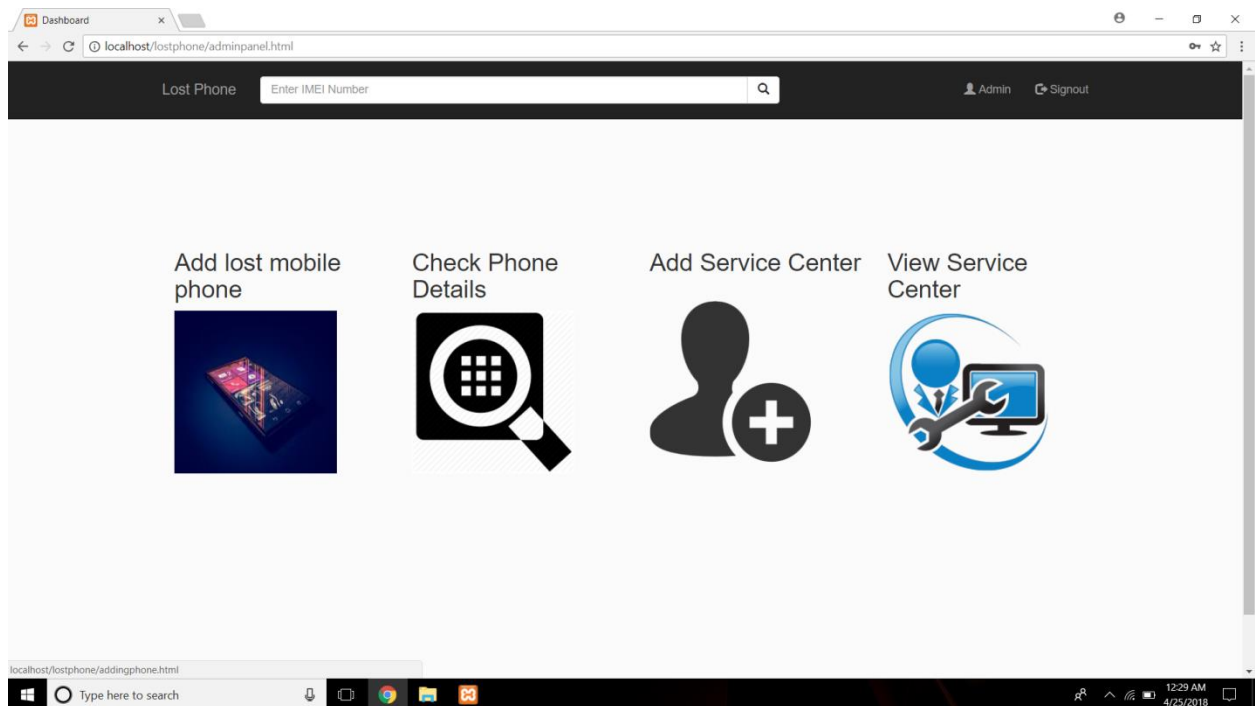 Dashboard
localhost/lostphone/adminpanel.html
Lost Phone
Enter IMEI Number
Admin
Signout
Add lost mobile
phone
Check Phone
Details
Add Service Center
View Service
Center
localhost/lostphone/addingphone.html
Type here to search
12:29 AM
4/25/2018